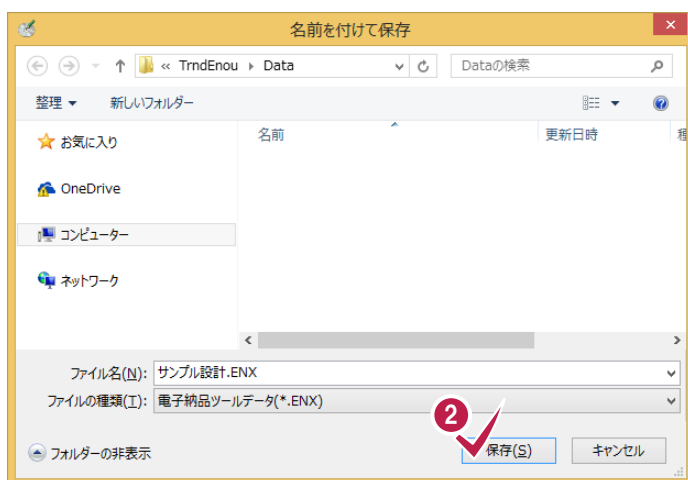 名前を付けて保存
« TrndEnou Data Dataの検索
整理 新しいフォルダー
お気に入り 名前 更新日時
OneDrive
コンピューター
ネットワーク
ファイル名(N): サンプル設計.ENX
ファイルの種類(T): 電子納品ツールデータ(*.ENX)
2
フォルダーの非表示 保存(S) キャンセル